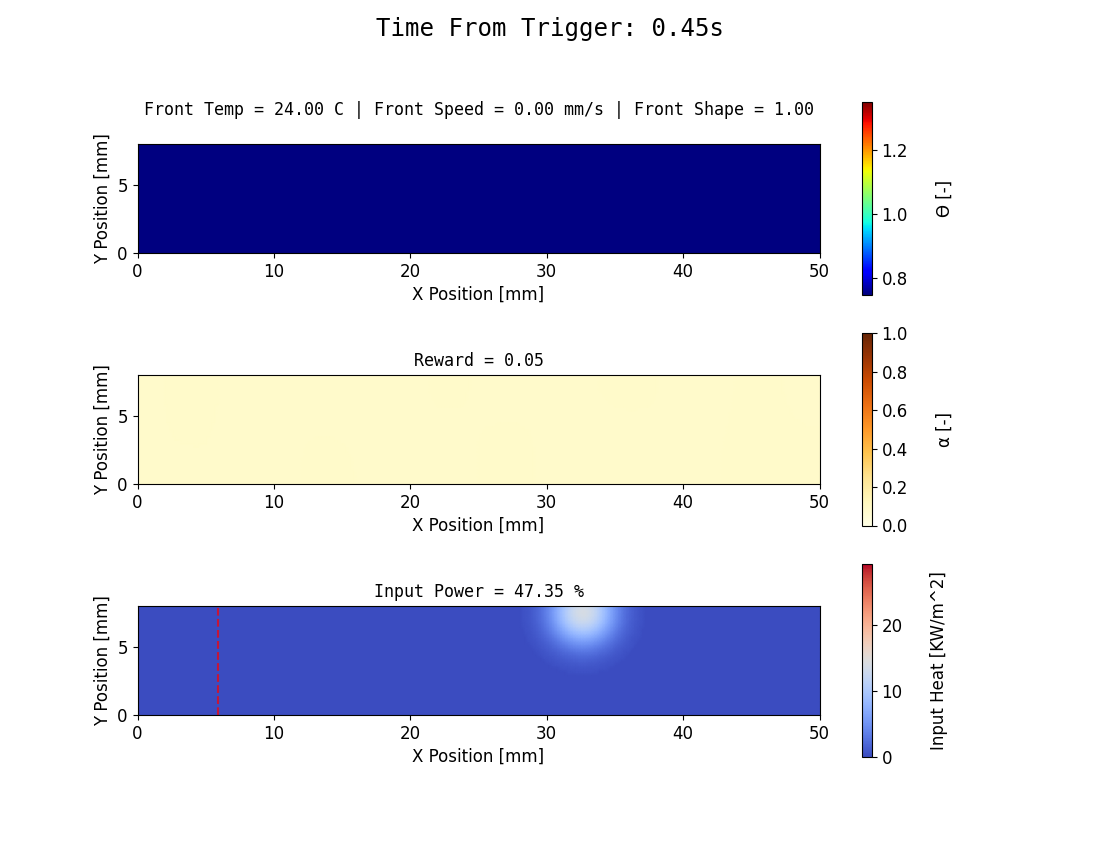 Time From Trigger: 0.45s
Front Temp = 24.00 C | Front Speed = 0.00 mm/s | Front Shape = 1.00
Y Position [mm]
5
0
0 10 20 30 40 50
X Position [mm]
1.2
1.0
0.8
Θ [-]
Reward = 0.05
Y Position [mm]
5
0
0 10 20 30 40 50
X Position [mm]
1.0
0.8
0.6
0.4
0.2
0.0
α [-]
Input Power = 47.35 %
Y Position [mm]
5
0
0 10 20 30 40 50
X Position [mm]
20
10
0
Input Heat [KW/m^2]